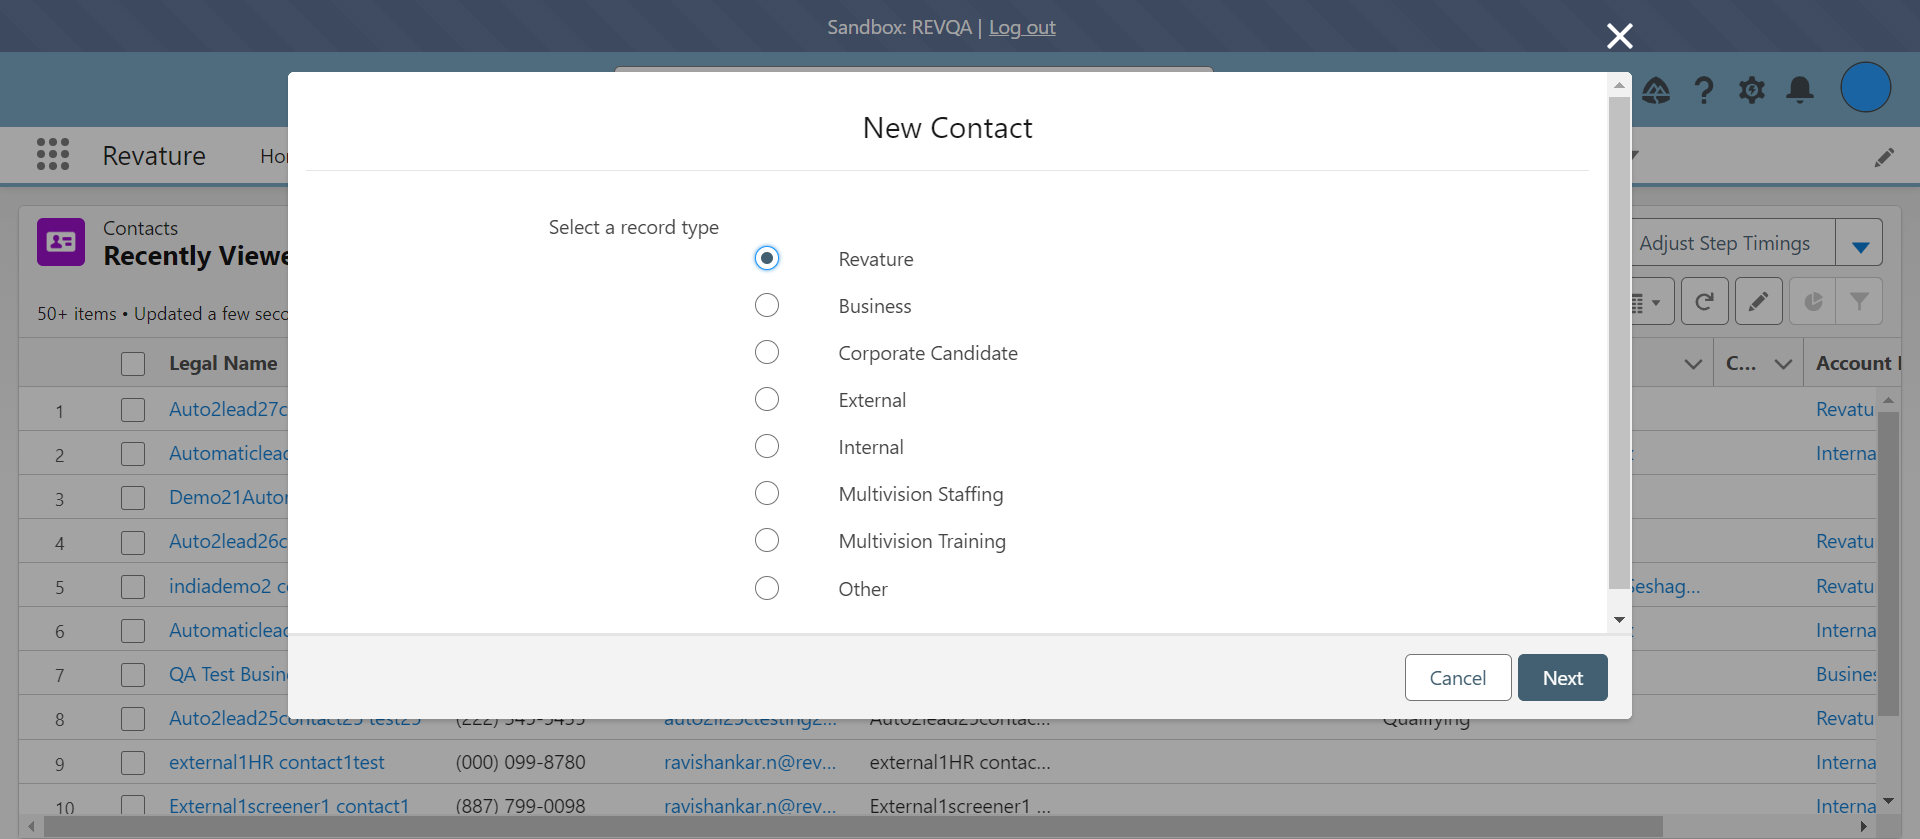 Sandbox: REVQA | Log out
Revature
New Contact
Select a record type
Revature
Business
Corporate Candidate
External
Internal
Multivision Staffing
Multivision Training
Other
Cancel
Next
Contacts
Recently Viewe
50+ items • Updated a few seco
Adjust Step Timings
Legal Name C... Account
1 Auto2lead27c Revatu
2 Automaticlead Interna
3 Demo21Autor
4 Auto2lead26c Revatu
5 indiademo2 c Seshag... Revatu
6 Automaticlead Interna
7 QA Test Busin Busines
8 Auto2lead25contact25 test25 (222) 545-5455 Auto2lead25contac... Qualifying Revatu
9 external1HR contact1test (000) 099-8780 ravishankar.n@rev... external1HR contac... Interna
10 External1screener1 contact1 (887) 799-0098 ravishankar.n@rev... External1screener1 ... Interna